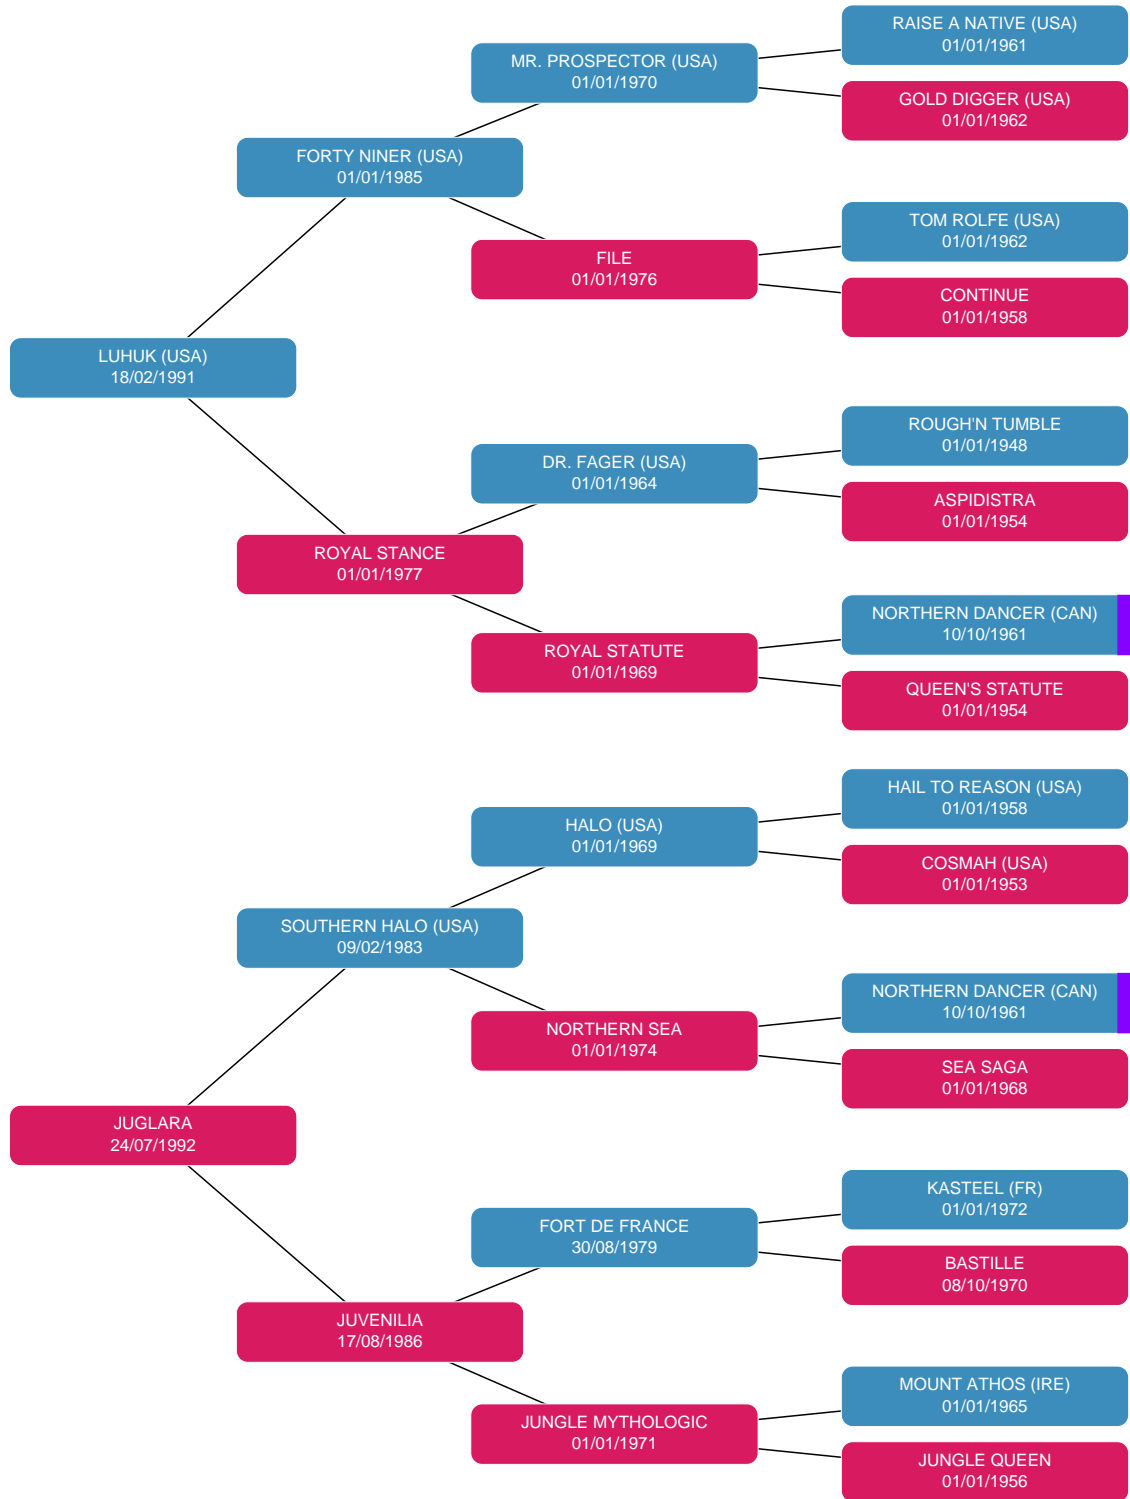 RAISE A NATIVE (USA)
01/01/1961
MR. PROSPECTOR (USA)
01/01/1970
GOLD DIGGER (USA)
01/01/1962
FORTY NINER (USA)
01/01/1985
TOM ROLFE (USA)
01/01/1962
FILE
01/01/1976
CONTINUE
01/01/1958
LUHUK (USA)
18/02/1991
ROUGH'N TUMBLE
01/01/1948
DR. FAGER (USA)
01/01/1964
ASPIDISTRA
01/01/1954
ROYAL STANCE
01/01/1977
NORTHERN DANCER (CAN)
10/10/1961
ROYAL STATUTE
01/01/1969
QUEEN'S STATUTE
01/01/1954
HAIL TO REASON (USA)
01/01/1958
HALO (USA)
01/01/1969
COSMAH (USA)
01/01/1953
SOUTHERN HALO (USA)
09/02/1983
NORTHERN DANCER (CAN)
10/10/1961
NORTHERN SEA
01/01/1974
SEA SAGA
01/01/1968
JUGLARA
24/07/1992
KASTEEL (FR)
01/01/1972
FORT DE FRANCE
30/08/1979
BASTILLE
08/10/1970
JUVENILIA
17/08/1986
MOUNT ATHOS (IRE)
01/01/1965
JUNGLE MYTHOLOGIC
01/01/1971
JUNGLE QUEEN
01/01/1956